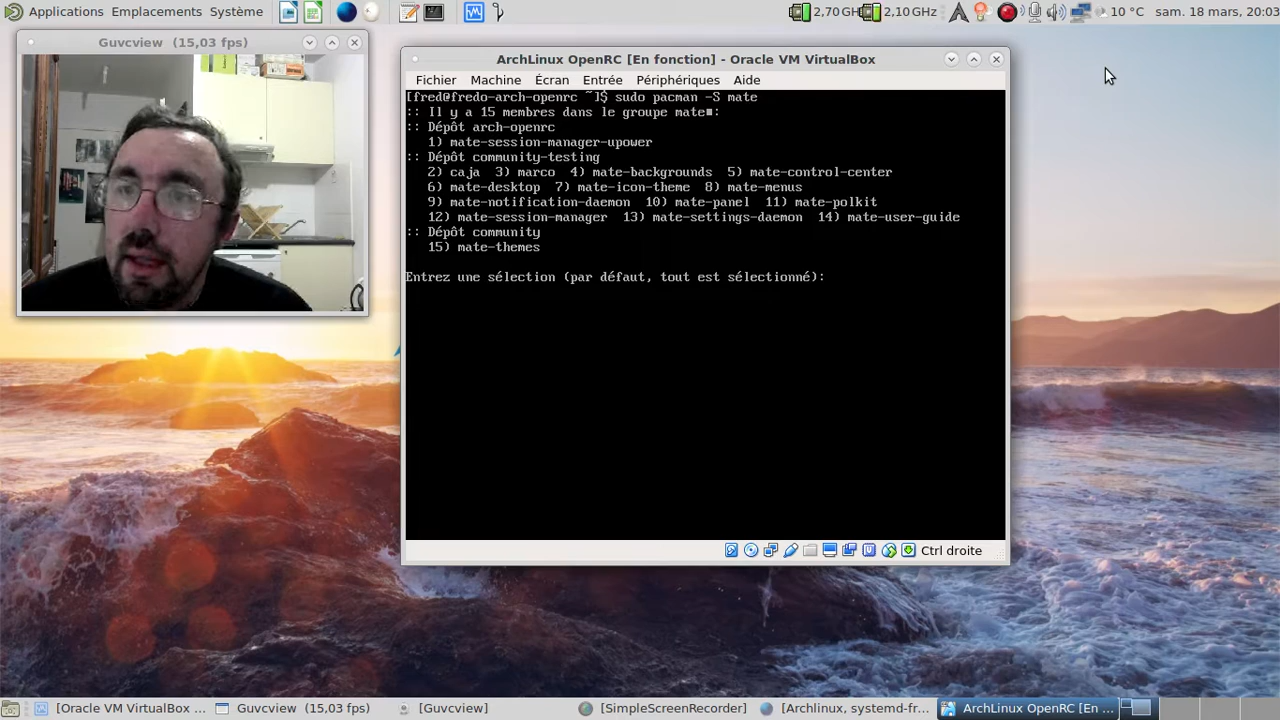 Applications Emplacements Système
2,70 GH 2,10 GHz 10 °C sam. 18 mars, 20:03
Guvcview (15,03 fps)
ArchLinux OpenRC [En fonction] - Oracle VM VirtualBox
Fichier Machine Écran Entrée Périphériques Aide
[fred@fredo-arch-openrc ~]$ sudo pacman -S mate
:: Il y a 15 membres dans le groupe mate:
:: Dépôt arch-openrc
1) mate-session-manager-upower
:: Dépôt community-testing
2) caja 3) marco 4) mate-backgrounds 5) mate-control-center
6) mate-desktop 7) mate-icon-theme 8) mate-menus
9) mate-notification-daemon 10) mate-panel 11) mate-polkit
12) mate-session-manager 13) mate-settings-daemon 14) mate-user-guide
:: Dépôt community
15) mate-themes
Entrez une sélection (par défaut, tout est sélectionné):
Ctrl droite
[Oracle VM VirtualBox ... Guvcview (15,03 fps) [Guvcview] [SimpleScreenRecorder] [Archlinux, systemd-fr... ArchLinux OpenRC [En ...